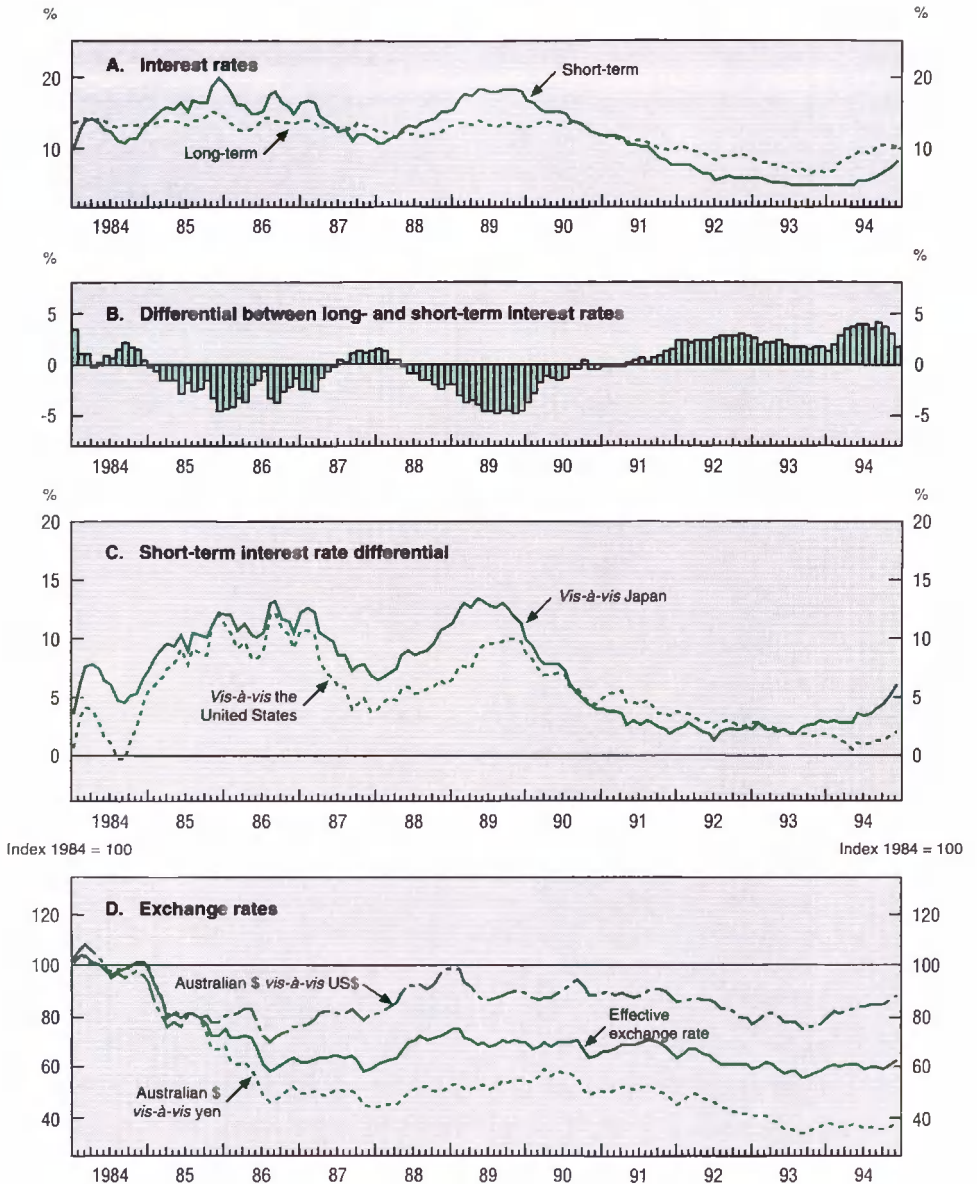 % %
A. Interest rates
Short-term
Long-term
20 20
10 10
1984 85 86 87 88 89 90 91 92 93 94
% %
B. Differential between long- and short-term interest rates
5 5
0 0
-5 -5
1984 85 86 87 88 89 90 91 92 93 94
% %
20 20
C. Short-term interest rate differential
15 15
Vis-à-vis Japan
10 10
Vis-à-vis the
United States
5 5
0 0
1984 85 86 87 88 89 90 91 92 93 94
Index 1984 = 100 Index 1984 = 100
D. Exchange rates
120 120
100 100
Australian $ vis-à-vis US$
80 80
Effective
exchange rate
60 60
Australian $
vis-à-vis yen
40 40
1984 85 86 87 88 89 90 91 92 93 94